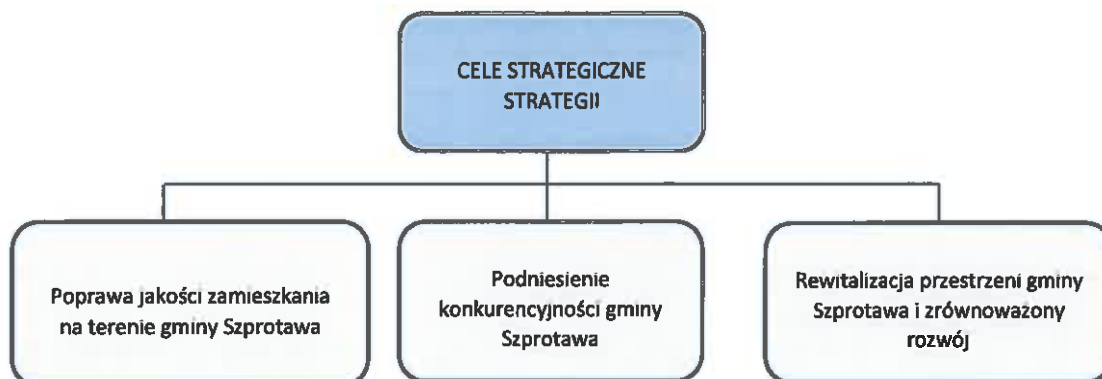 CELE STRATEGICZNE
STRATEGII
Poprawa jakości zamieszkania
na terenie gminy Szprotawa
Podniesienie
konkurencyjności gminy
Szprotawa
Rewitalizacja przestrzeni gminy
Szprotawa i zrównoważony
rozwój